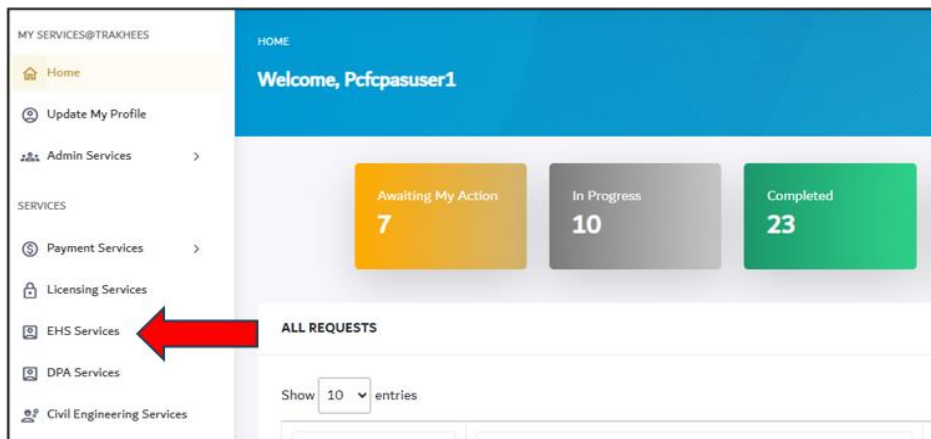 MY SERVICES@TRAKHEES
Home
Update My Profile
Admin Services
SERVICES
Payment Services
Licensing Services
EHS Services
DPA Services
Civil Engineering Services
HOME
Welcome, Pcfcpasuser1
Awaiting My Action
7
In Progress
10
Completed
23
ALL REQUESTS
Show 10 entries